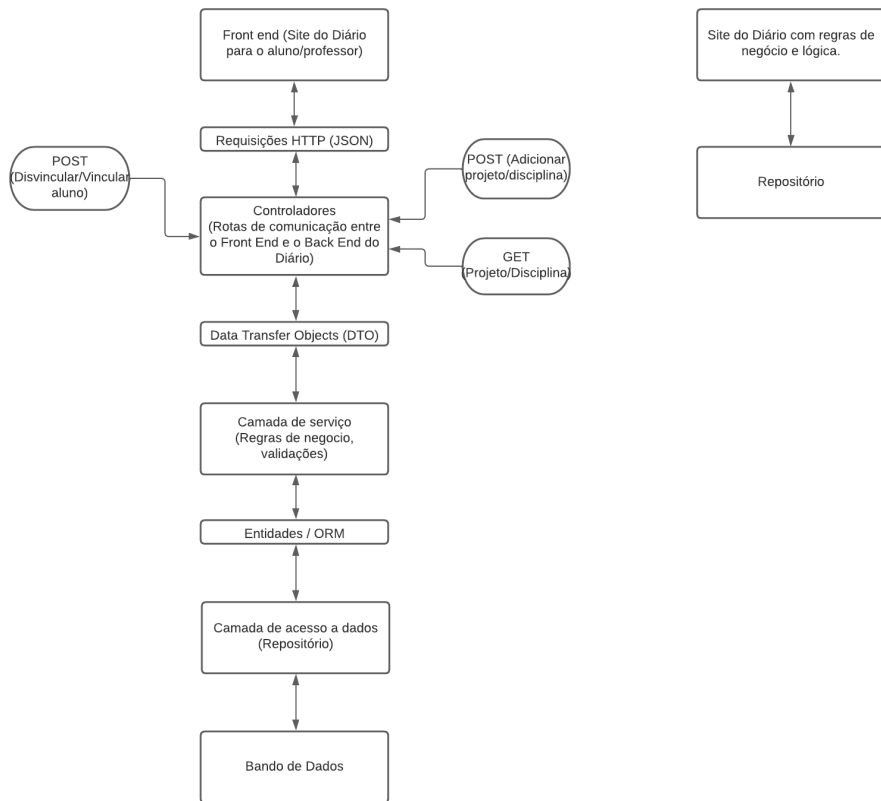 Front end (Site do Diário
para o aluno/professor)
Site do Diário com regras de
negócio e lógica.
Requisições HTTP (JSON)
POST
(Disvincular/Vincular
aluno)
POST (Adicionar
projeto/disciplina)
Repositório
Controladores
(Rotas de comunicação entre
o Front End e o Back End do
Diário)
GET
(Projeto/Disciplina)
Data Transfer Objects (DTO)
Camada de serviço
(Regras de negocio,
validações)
Entidades / ORM
Camada de acesso a dados
(Repositório)
Bando de Dados